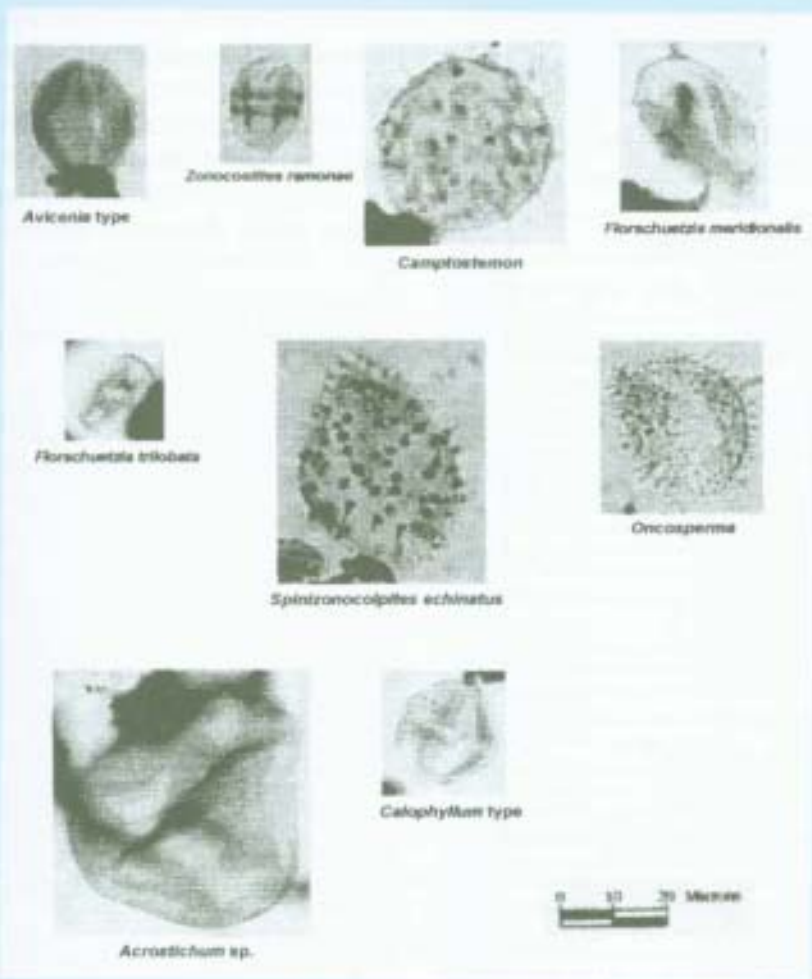 Avicenia type
Zonocostites ramonae
Camptostemon
Florschuetzia meridionalis
Florschuetzia trilobata
Spinizonocolpites echinatus
Oncosperma
Acrostichum sp.
Calophyllum type
0 10 20 Microns